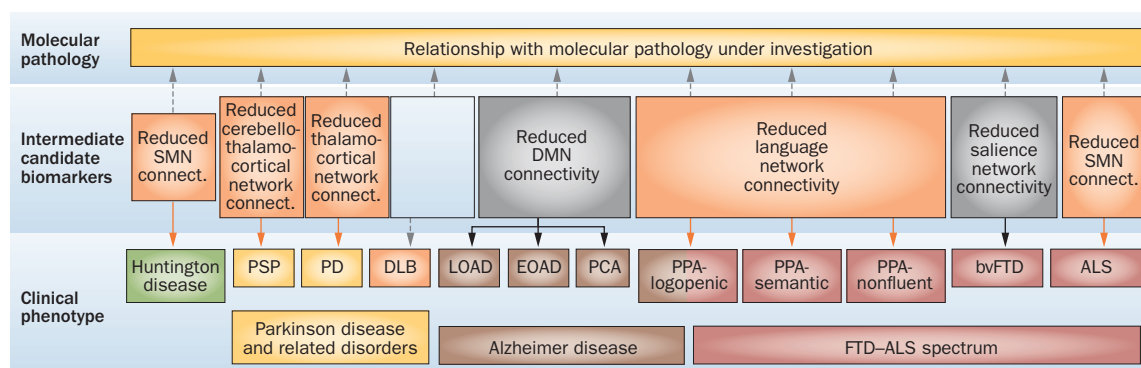 Molecular
pathology
Relationship with molecular pathology under investigation
Intermediate
candidate
biomarkers
Reduced
SMN
connect.
Reduced
cerebello-
thalamo-
cortical
network
connect.
Reduced
thalamo-
cortical
network
connect.
Reduced
DMN
connectivity
Reduced
language
network
connectivity
Reduced
salience
network
connectivity
Reduced
SMN
connect.
Clinical
phenotype
Huntington
disease
PSP
PD
DLB
LOAD
EOAD
PCA
PPA-
logopenic
PPA-
semantic
PPA-
nonfluent
bvFTD
ALS
Parkinson disease
and related disorders
Alzheimer disease
FTD–ALS spectrum